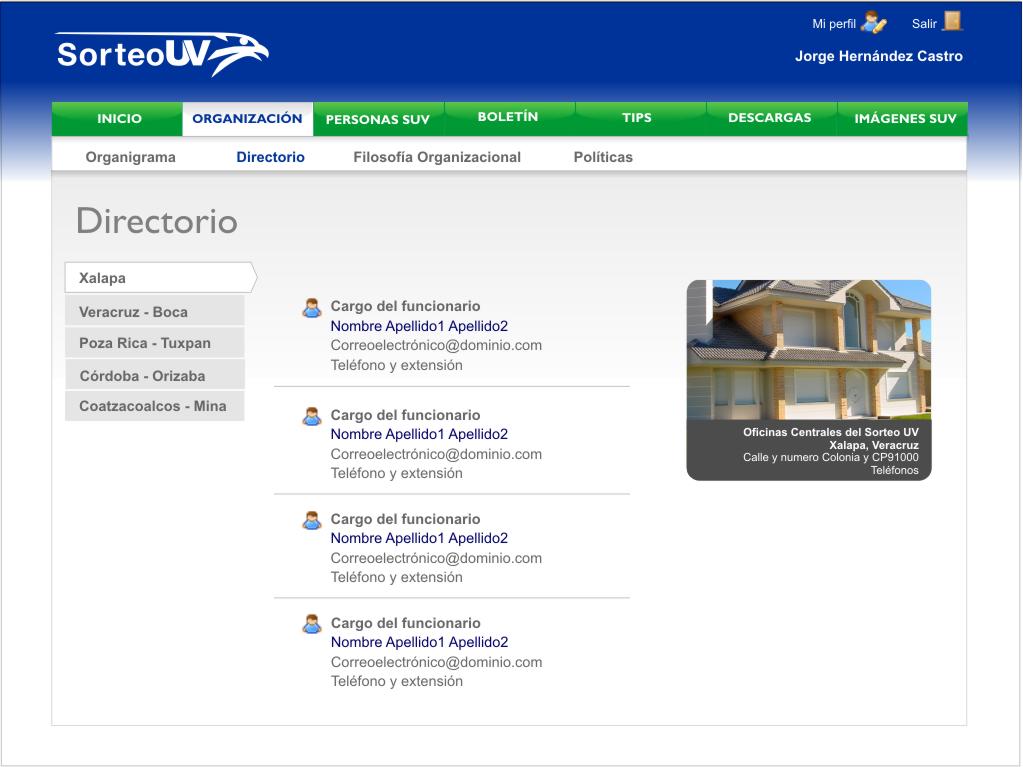 Mi perfil
Salir
SorteoUV
Jorge Hernández Castro
INICIO
ORGANIZACIÓN
PERSONAS SUV
BOLETÍN
TIPS
DESCARGAS
IMÁGENES SUV
Organigrama
Directorio
Filosofía Organizacional
Políticas
Directorio
Xalapa
Veracruz - Boca
Poza Rica - Tuxpan
Córdoba - Orizaba
Coatzacoalcos - Mina
Cargo del funcionario
Nombre Apellido1 Apellido2
Correoelectrónico@dominio.com
Teléfono y extensión
Cargo del funcionario
Nombre Apellido1 Apellido2
Correoelectrónico@dominio.com
Teléfono y extensión
Cargo del funcionario
Nombre Apellido1 Apellido2
Correoelectrónico@dominio.com
Teléfono y extensión
Cargo del funcionario
Nombre Apellido1 Apellido2
Correoelectrónico@dominio.com
Teléfono y extensión
Oficinas Centrales del Sorteo UV
Xalapa, Veracruz
Calle y numero Colonia y CP91000
Teléfonos